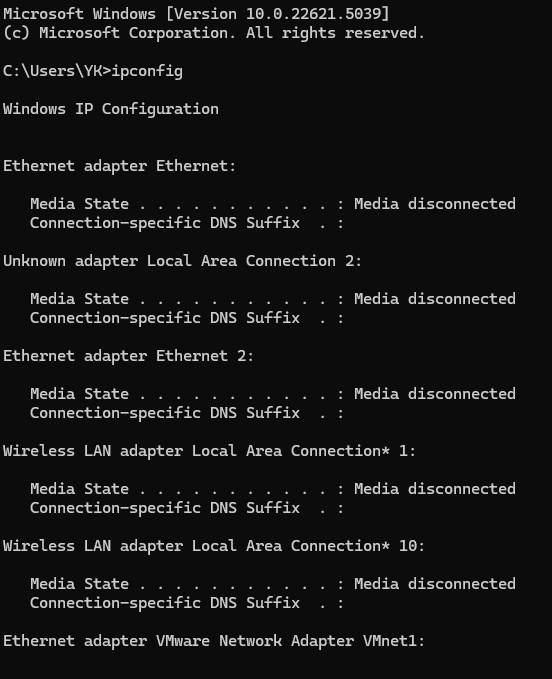 Microsoft Windows [Version 10.0.22621.5039]
(c) Microsoft Corporation. All rights reserved.
C:\Users\YK>ipconfig
Windows IP Configuration
Ethernet adapter Ethernet:
Media State . . . . . . . . . . . : Media disconnected
Connection-specific DNS Suffix  . :
Unknown adapter Local Area Connection 2:
Media State . . . . . . . . . . . : Media disconnected
Connection-specific DNS Suffix  . :
Ethernet adapter Ethernet 2:
Media State . . . . . . . . . . . : Media disconnected
Connection-specific DNS Suffix  . :
Wireless LAN adapter Local Area Connection* 1:
Media State . . . . . . . . . . . : Media disconnected
Connection-specific DNS Suffix  . :
Wireless LAN adapter Local Area Connection* 10:
Media State . . . . . . . . . . . : Media disconnected
Connection-specific DNS Suffix  . :
Ethernet adapter VMware Network Adapter VMnet1: